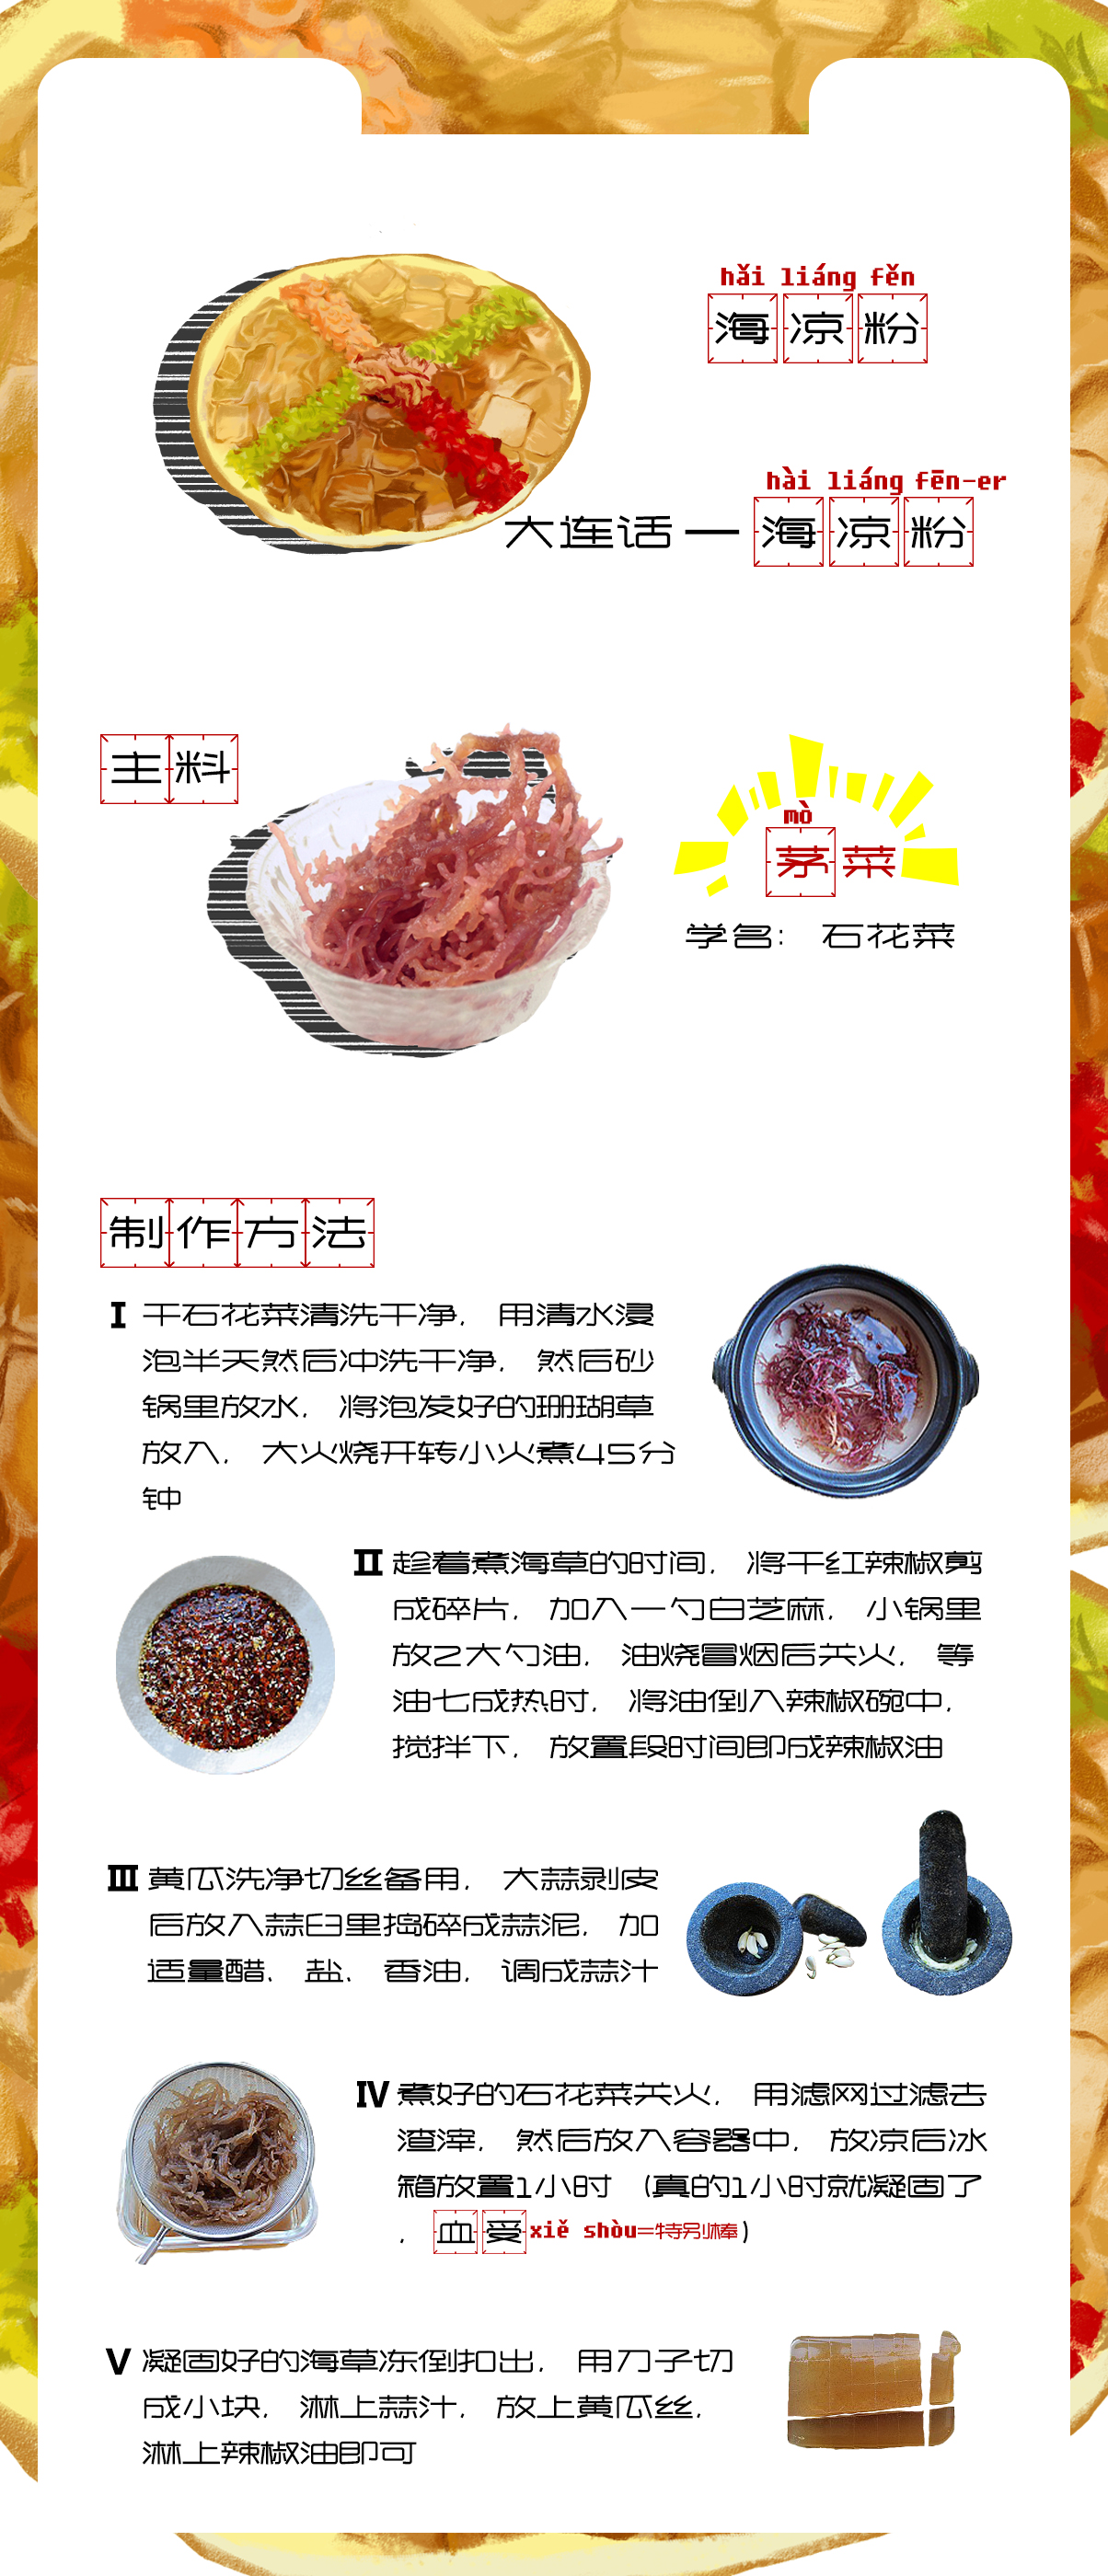 hǎi liáng fěn
海凉粉
hài liáng fēn-er
大连话—海凉粉
主料
mò
茅菜
学名：石花菜
制作方法
I 干石花菜清洗干净，用清水浸
泡半天然后冲洗干净，然后砂
锅里放水，将泡发好的珊瑚草
放入，大火烧开转小火煮45分
钟
II 趁着煮海草的时间，将干红辣椒剪
成碎片，加入一勺白芝麻，小锅里
放2大勺油，油烧冒烟后关火，等
油七成热时，将油倒入辣椒碗中，
搅拌下，放置段时间即成辣椒油
III 黄瓜洗净切丝备用，大蒜剥皮
后放入蒜臼里捣碎成蒜泥，加
适量醋、盐、香油，调成蒜汁
IV 煮好的石花菜关火，用滤网过滤去
渣滓，然后放入容器中，放凉后冰
箱放置1小时（真的1小时就凝固了
，血受xiě shòu=特别棒）
V 凝固好的海草冻倒扣出，用刀子切
成小块，淋上蒜汁，放上黄瓜丝，
淋上辣椒油即可